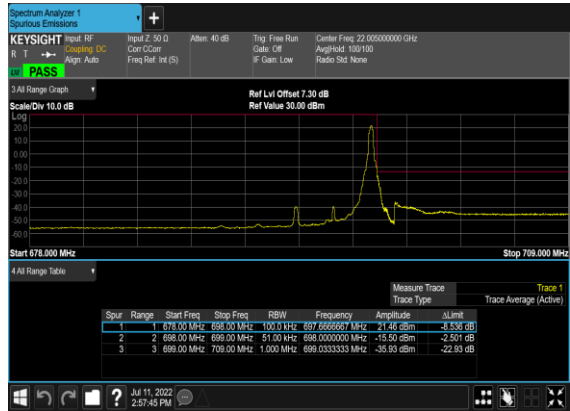 Spectrum Analyzer 1
Spurious Emissions
+
KEYSIGHT Input: RF Input Z: 50 Ω Atten: 40 dB Trig: Free Run Center Freq: 22.005000000 GHz
R T Coupling: DC Corr CCorr Gate: Off Avg|Hold: 100/100
Align: Auto Freq Ref: Int (S) IF Gain: Low Radio Std: None
PASS
3 All Range Graph
Ref Lvl Offset 7.30 dB
Scale/Div 10.0 dB Ref Value 30.00 dBm
Log
20.0
10.0
0.00
-10.0
-20.0
-30.0
-40.0
-50.0
-60.0
Start 678.000 MHz Stop 709.000 MHz
4 All Range Table
Measure Trace Trace 1
Trace Type Trace Average (Active)
Spur Range Start Freq Stop Freq RBW Frequency Amplitude ΔLimit
1 1 678.00 MHz 698.00 MHz 100.0 kHz 697.6666667 MHz 21.46 dBm -8.536 dB
2 2 698.00 MHz 699.00 MHz 51.00 kHz 698.0000000 MHz -15.50 dBm -2.501 dB
3 3 699.00 MHz 709.00 MHz 1.000 MHz 699.0333333 MHz -35.93 dBm -22.93 dB
? Jul 11, 2022
2:57:45 PM